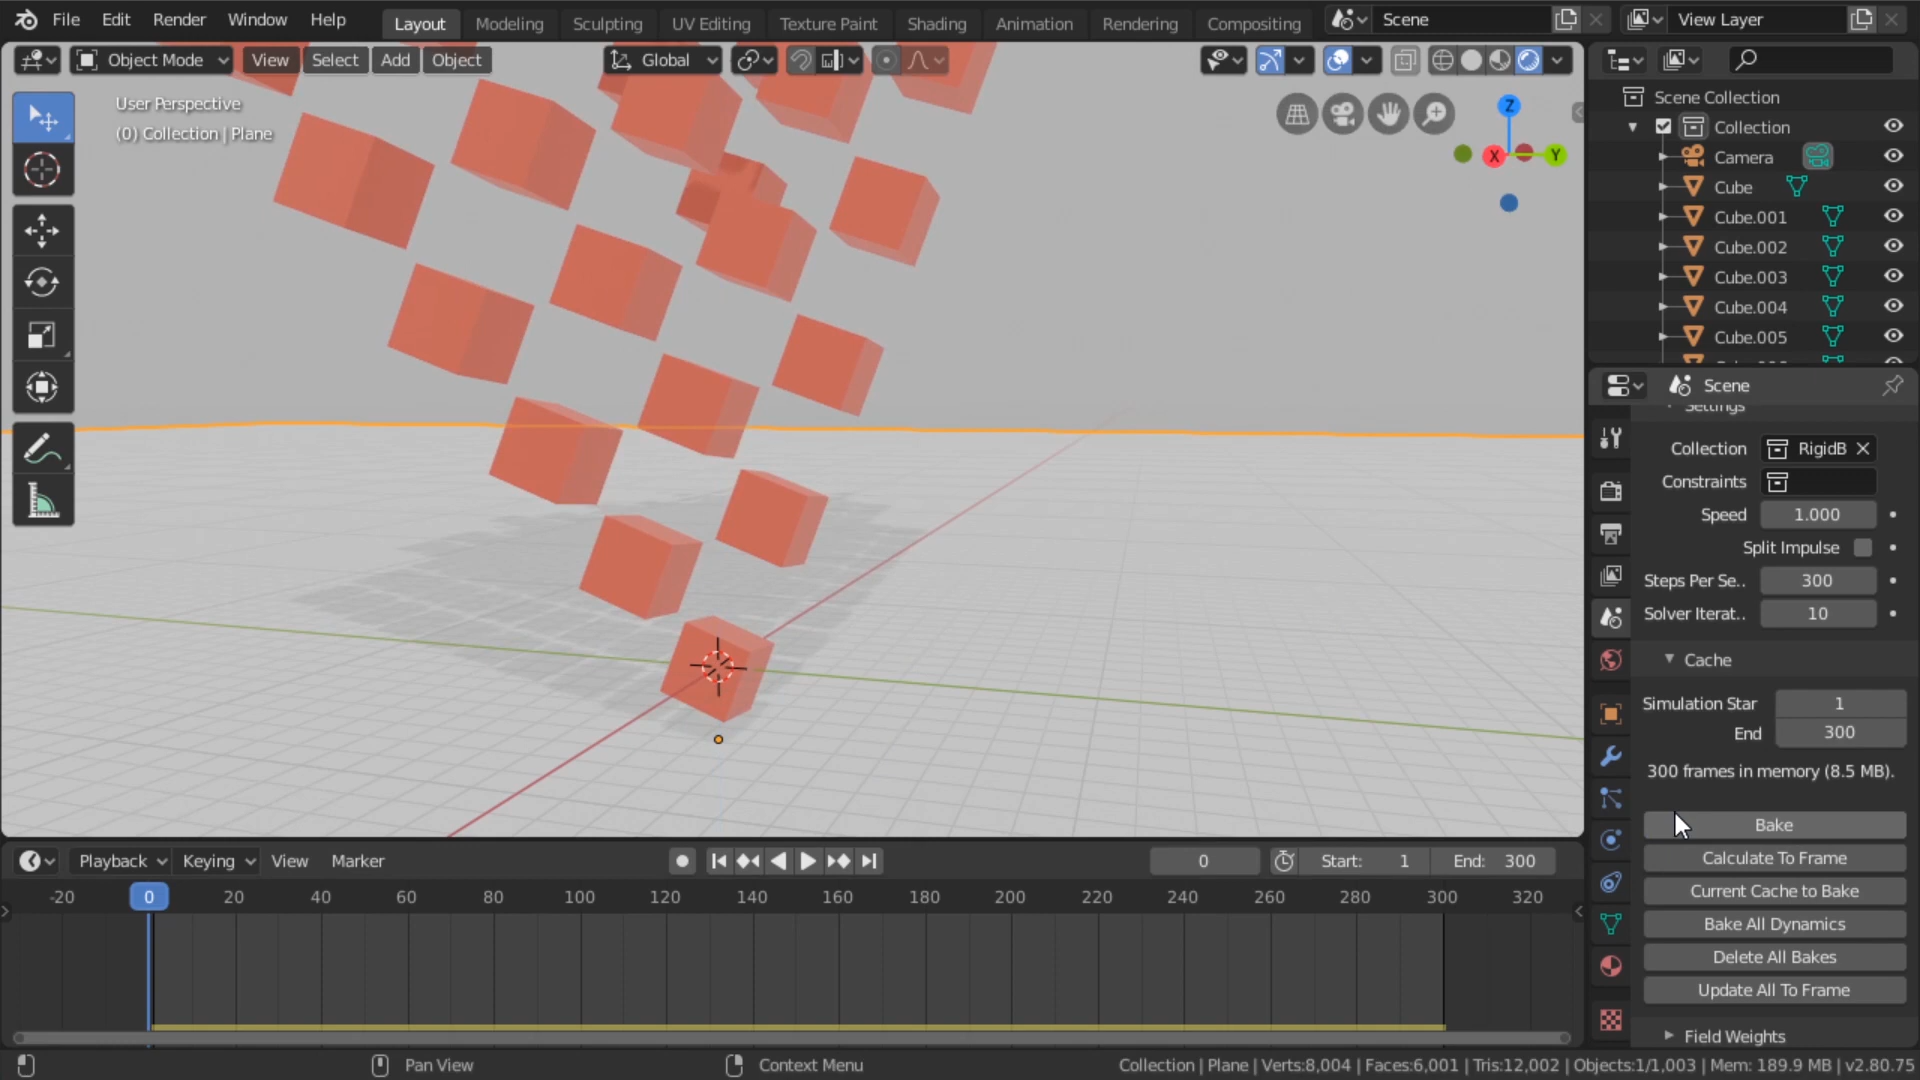 File Edit Render Window Help Layout Modeling Sculpting UV Editing Texture Paint Shading Animation Rendering Compositing Scene View Layer
Object Mode View Select Add Object Global
User Perspective
(0) Collection | Plane
Z
X
Y
Scene Collection
Collection
Camera
Cube
Cube.001
Cube.002
Cube.003
Cube.004
Cube.005
Scene
Settings
Collection RigidB
Constraints
Speed 1.000
Split Impulse
Steps Per Se.. 300
Solver Iterat.. 10
Cache
Simulation Star 1
End 300
300 frames in memory (8.5 MB).
Bake
Calculate To Frame
Current Cache to Bake
Bake All Dynamics
Delete All Bakes
Update All To Frame
Field Weights
Playback Keying View Marker 0 Start: 1 End: 300
-20 0 20 40 60 80 100 120 140 160 180 200 220 240 260 280 300 320
Pan View Context Menu Collection | Plane | Verts:8,004 | Faces:6,001 | Tris:12,002 | Objects:1/1,003 | Mem: 189.9 MB | v2.80.75